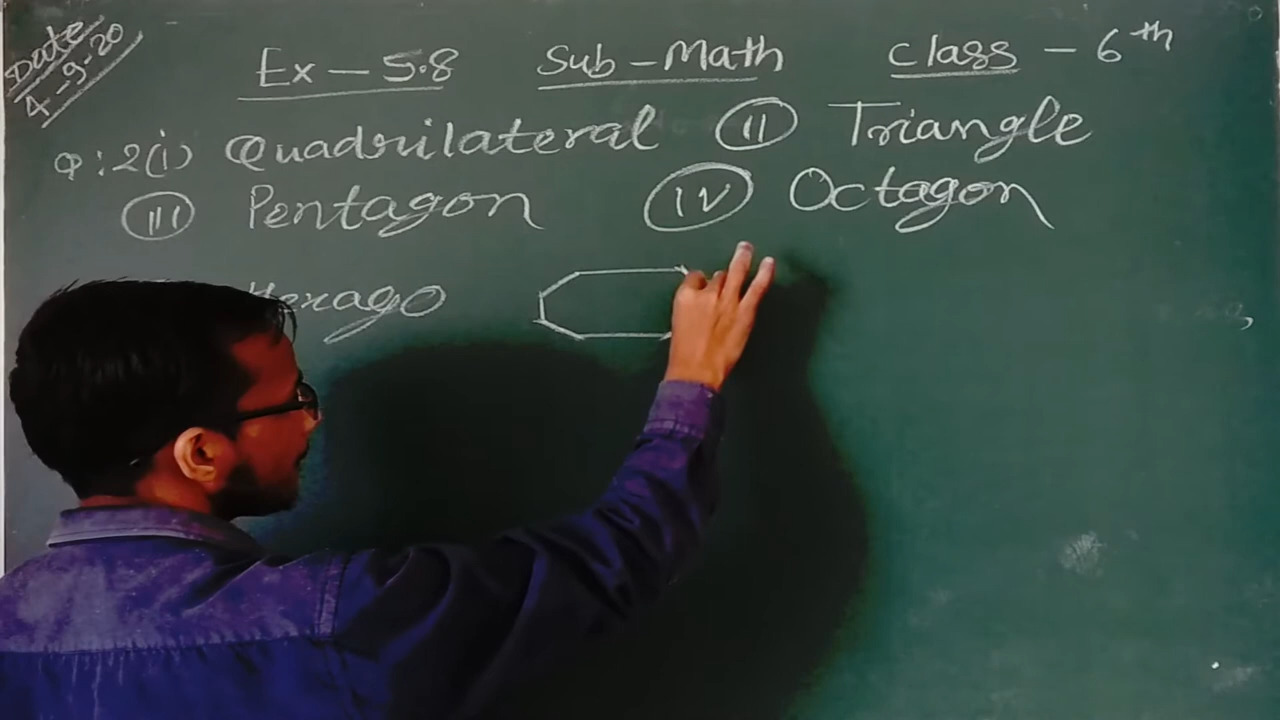 Date
4-9-20
Ex - 5.8 Sub - Math Class - 6th
Q:2(i) Quadrilateral (II) Triangle
(III) Pentagon (IV) Octagon
Hexago